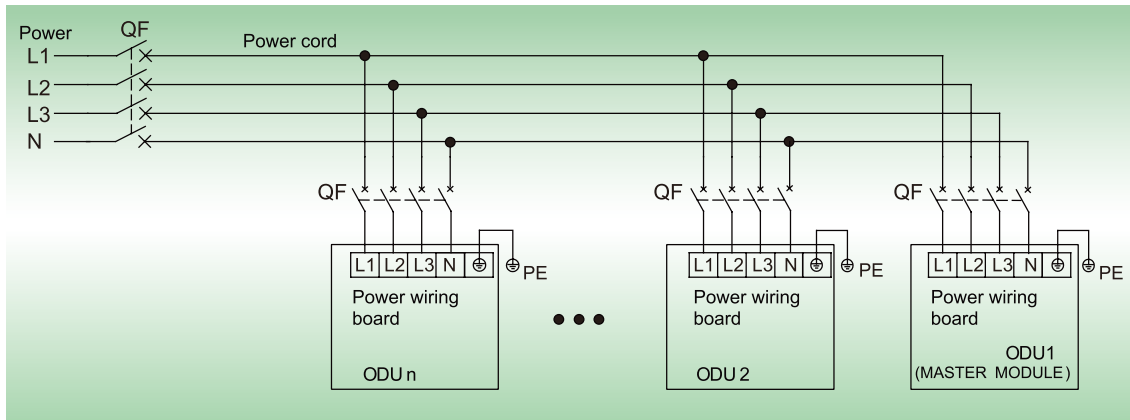 Power
QF
L1
Power cord
L2
L3
N
QF
QF
QF
L1 L2 L3 N
PE
L1 L2 L3 N
PE
L1 L2 L3 N
PE
Power wiring
board
Power wiring
board
Power wiring
board
ODU n
ODU 2
ODU1
(MASTER MODULE)